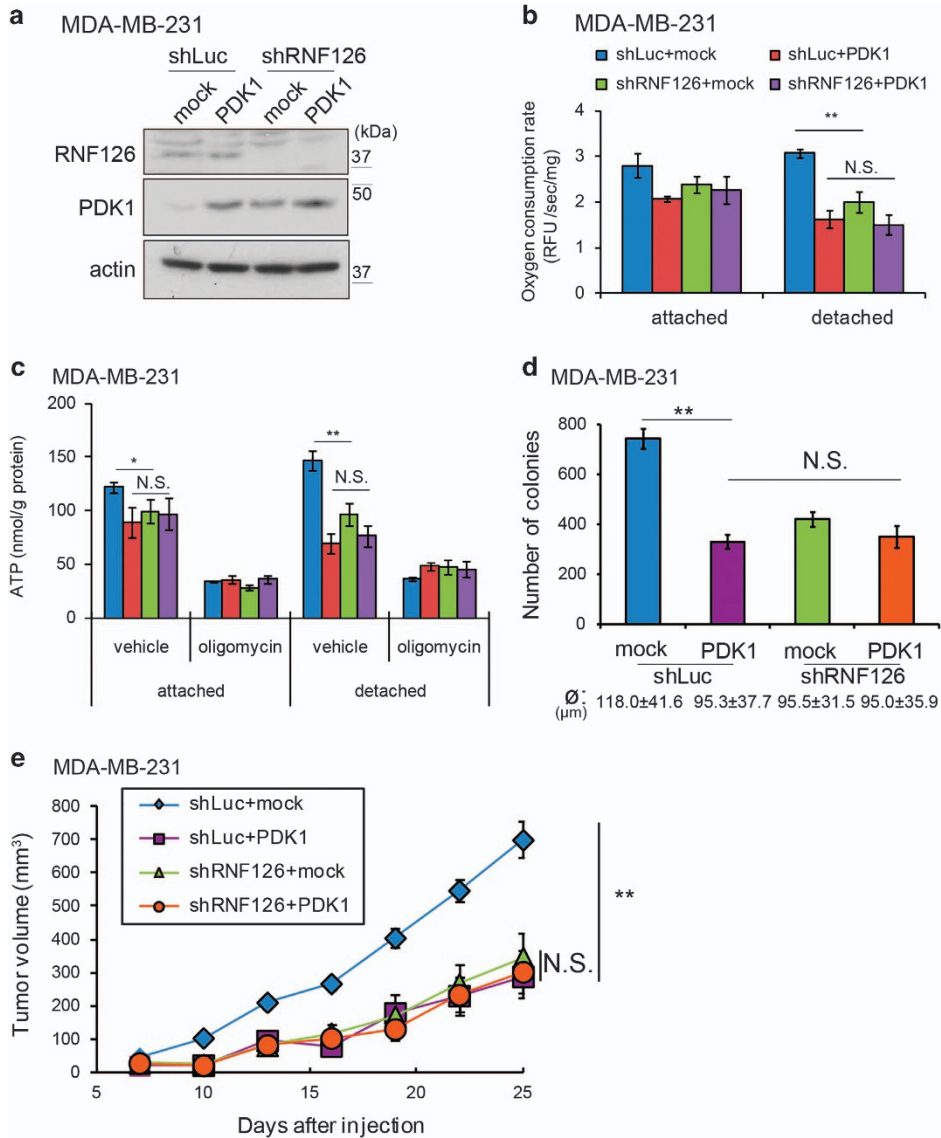 a
MDA-MB-231
shLuc shRNF126
mock PDK1 mock PDK1
(kDa)
RNF126
37
PDK1
50
actin
37
b
MDA-MB-231
shLuc+mock shLuc+PDK1
shRNF126+mock shRNF126+PDK1
Oxygen consumption rate
(RFU /sec/mg)
4
3
2
1
0
**
N.S.
attached detached
c
MDA-MB-231
ATP (nmol/g protein)
200
150
100
50
0
*
N.S.
**
N.S.
vehicle oligomycin vehicle oligomycin
attached detached
d
MDA-MB-231
Number of colonies
800
600
400
200
0
**
N.S.
mock PDK1 mock PDK1
shLuc shRNF126
Ø:
(μm)
118.0±41.6 95.3±37.7 95.5±31.5 95.0±35.9
e
MDA-MB-231
shLuc+mock
shLuc+PDK1
shRNF126+mock
shRNF126+PDK1
Tumor volume (mm³)
800
700
600
500
400
300
200
100
0
**
N.S.
5 10 15 20 25
Days after injection